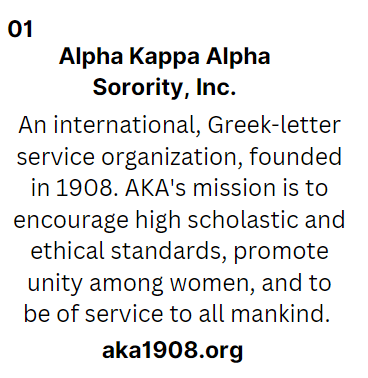 01
Alpha Kappa Alpha
Sorority, Inc.
An international, Greek-letter
service organization, founded
in 1908. AKA's mission is to
encourage high scholastic and
ethical standards, promote
unity among women, and to
be of service to all mankind.
aka1908.org